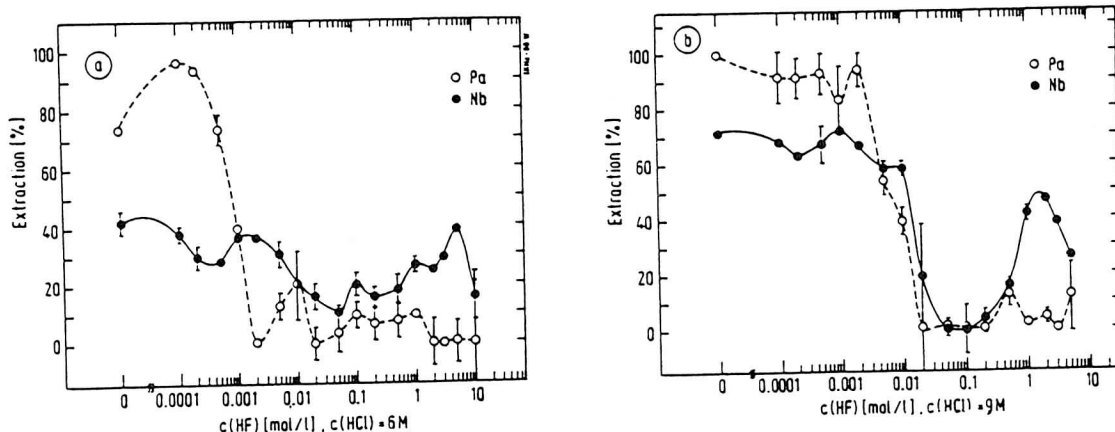 a
Pa
Nb
Extraction [%]
100
80
60
40
20
0
0 0.0001 0.001 0.01 0.1 1 10
c(HF) [mol/l], c(HCl) = 6M
b
Pa
Nb
Extraction [%]
100
80
60
40
20
0
0 0.0001 0.001 0.01 0.1 1 10
c(HF) [mol/l], c(HCl) = 9M